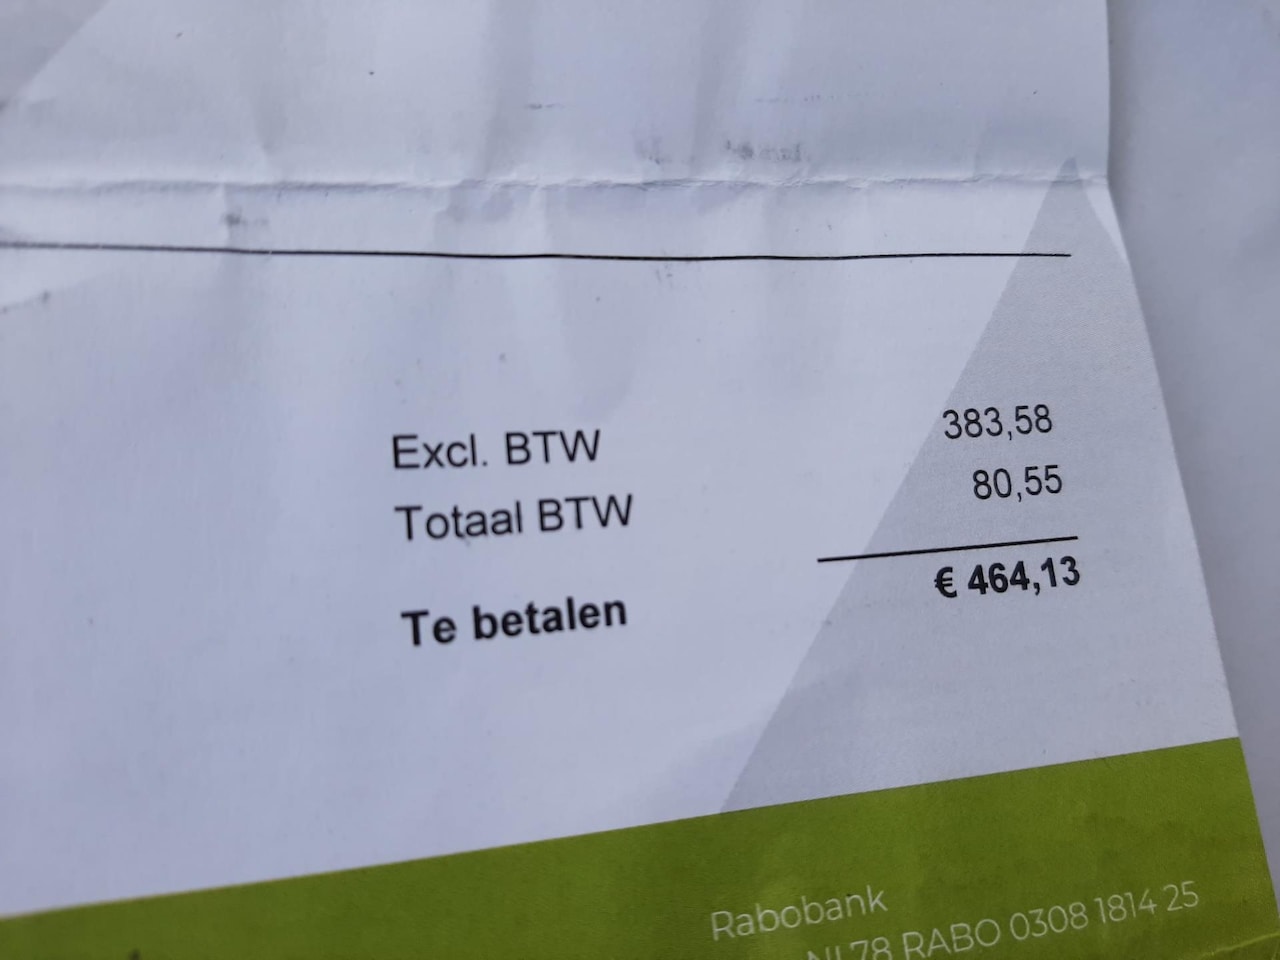 Excl. BTW 383,58
Totaal BTW 80,55
Te betalen € 464,13
Rabobank
NL78 RABO 0308 1814 25